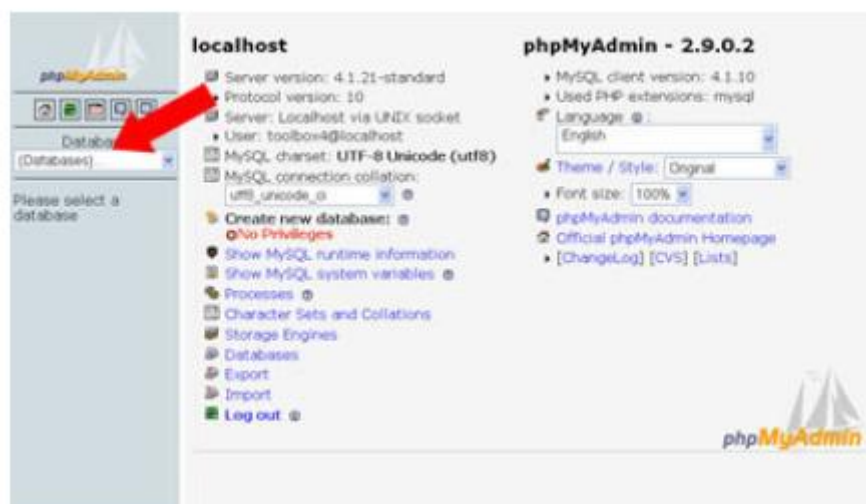 phpMyAdmin
Database
(Databases)
Please select a
database
localhost
Server version: 4.1.21-standard
Protocol version: 10
Server: Localhost via UNIX socket
User: toolbox4@localhost
MySQL charset: UTF-8 Unicode (utf8)
MySQL connection collation:
utf8_unicode_ci
Create new database:
No Privileges
Show MySQL runtime information
Show MySQL system variables
Processes
Character Sets and Collations
Storage Engines
Databases
Export
Import
Log out
phpMyAdmin - 2.9.0.2
MySQL client version: 4.1.10
Used PHP extensions: mysql
Language :
English
Theme / Style: Original
Font size: 100%
phpMyAdmin documentation
Official phpMyAdmin Homepage
[ChangeLog] [CVS] [Lists]
phpMyAdmin